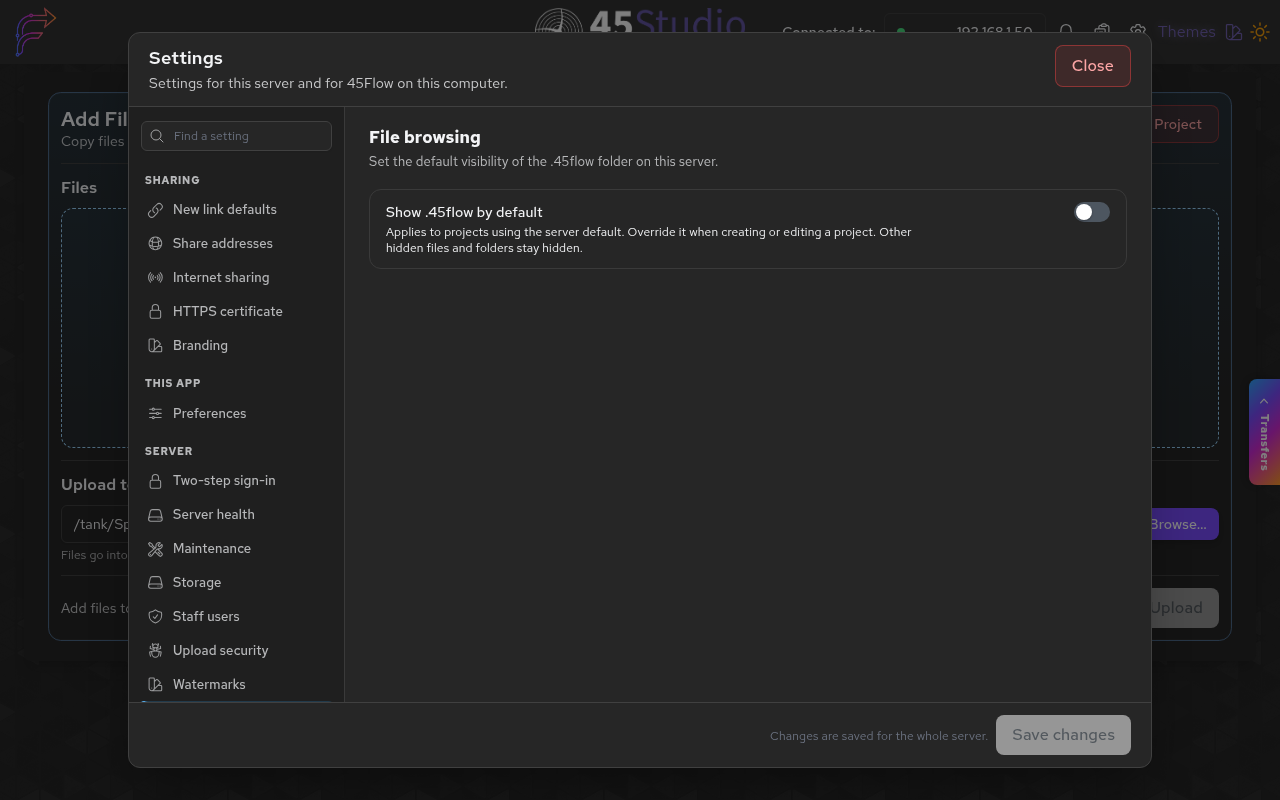 45Studio
Connected to:
192.168.1.50
Themes
Settings
Settings for this server and for 45Flow on this computer.
Close
Add Fil
Copy files
Project
Find a setting
File browsing
Set the default visibility of the .45flow folder on this server.
SHARING
New link defaults
Share addresses
Internet sharing
HTTPS certificate
Branding
THIS APP
Preferences
SERVER
Two-step sign-in
Server health
Maintenance
Storage
Staff users
Upload security
Watermarks
Show .45flow by default
Applies to projects using the server default. Override it when creating or editing a project. Other
hidden files and folders stay hidden.
Files
Transfers
Upload to
/tank/Sp
Browse...
Files go into
Add files to
Upload
Changes are saved for the whole server.
Save changes